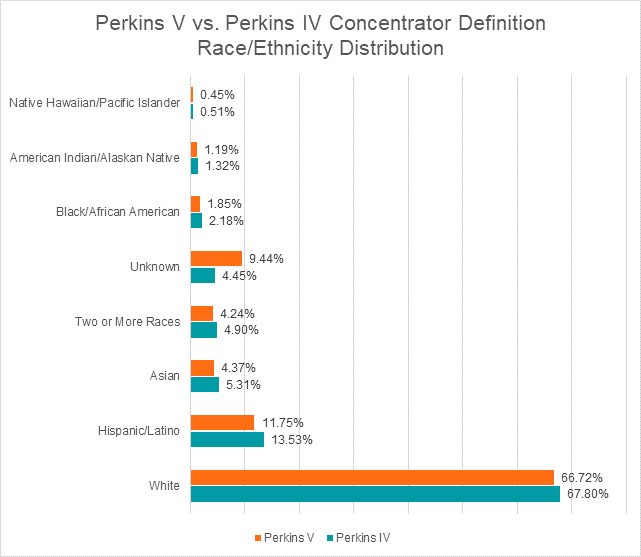 Perkins V vs. Perkins IV Concentrator Definition
Race/Ethnicity Distribution
Native Hawaiian/Pacific Islander
0.45%
0.51%
American Indian/Alaskan Native
1.19%
1.32%
Black/African American
1.85%
2.18%
Unknown
9.44%
4.45%
Two or More Races
4.24%
4.90%
Asian
4.37%
5.31%
Hispanic/Latino
11.75%
13.53%
White
66.72%
67.80%
Perkins V Perkins IV